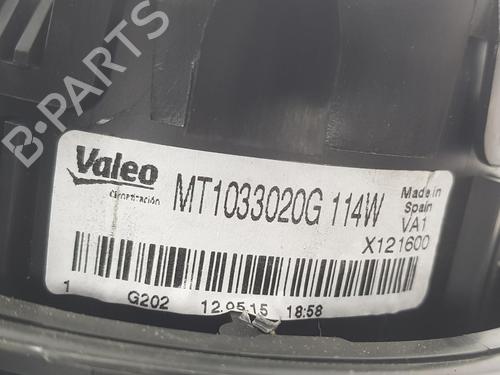 B-PARTS
Valeo
Climatización
MT1033020G 114W
Made in
Spain
VA1
X121600
1 G202 12.05.15 18:58